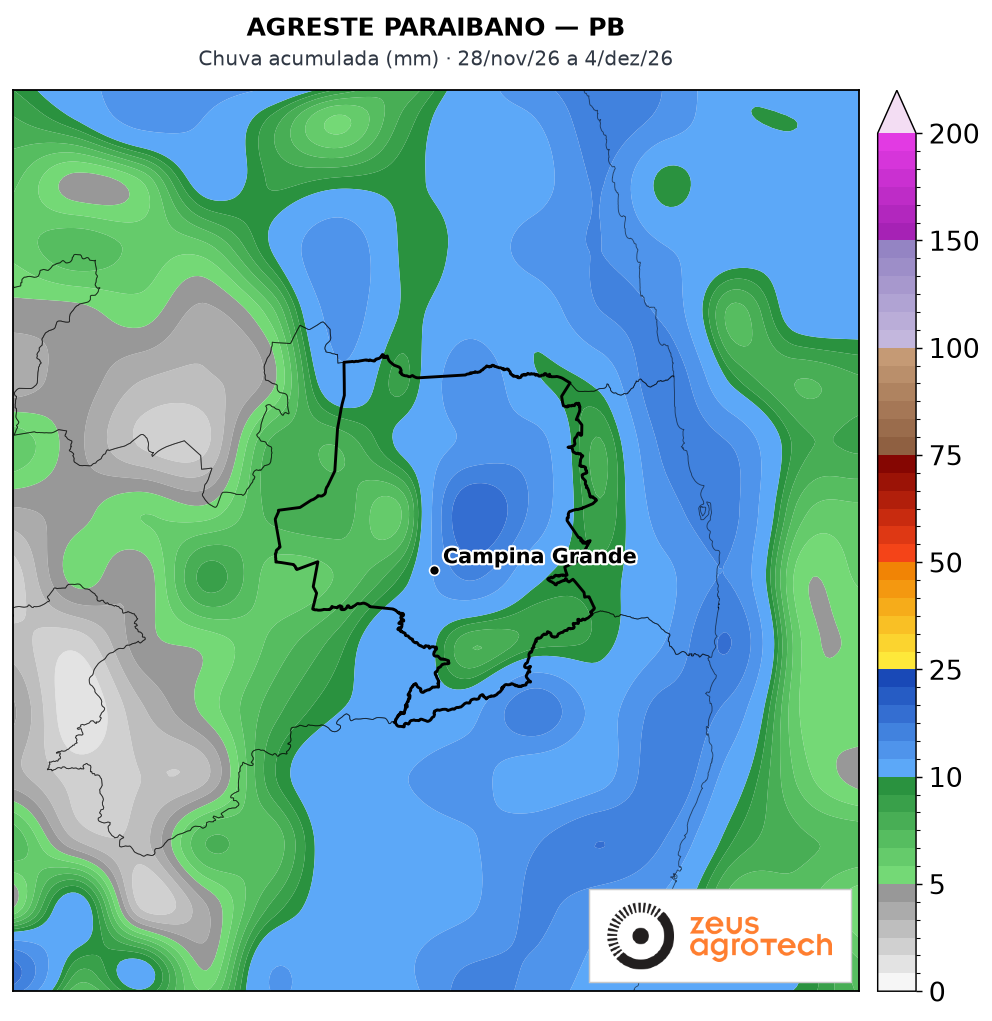 AGRESTE PARAIBANO — PB
Chuva acumulada (mm) · 28/nov/26 a 4/dez/26
200
150
100
75
50
25
10
5
0
Campina Grande
zeus
agrotech